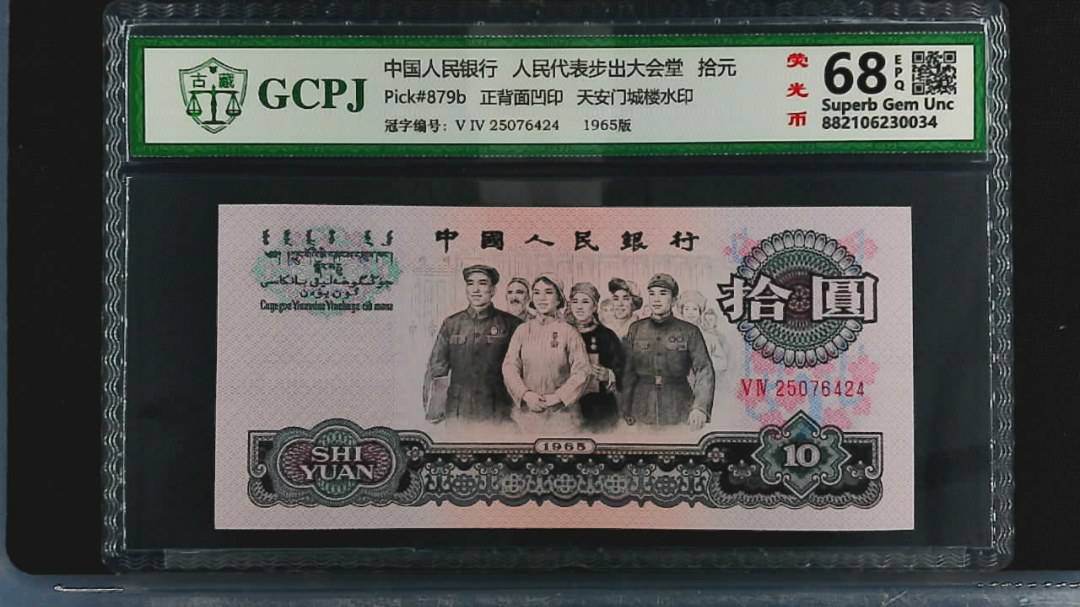 古藏
GCPJ
中国人民银行 人民代表步出大会堂 拾元
Pick#879b 正背面凹印 天安门城楼水印
冠字编号: V IV 25076424 1965版
荧光币
68
EPQ
Superb Gem Unc
882106230034
中國人民銀行
拾圓
V IV 25076424
1965
SHI
YUAN
10